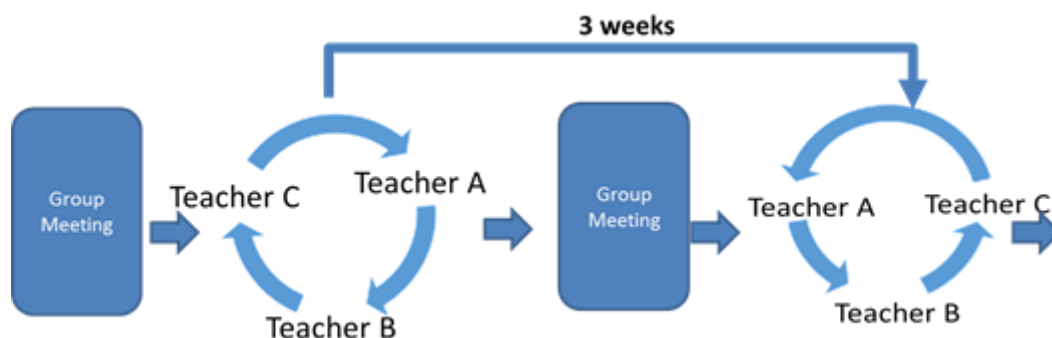 3 weeks
Group
Meeting
Teacher C
Teacher A
Teacher B
Group
Meeting
Teacher A
Teacher C
Teacher B